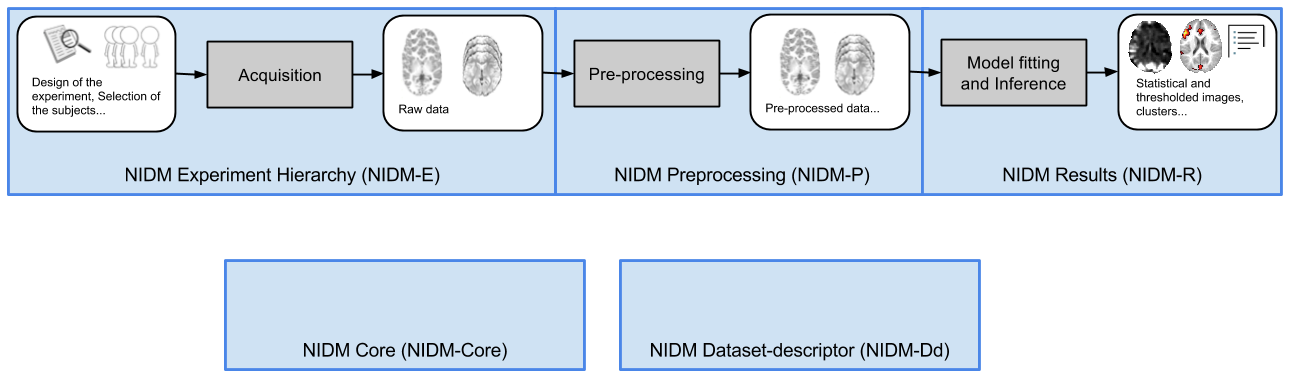 Design of the
experiment, Selection of
the subjects...
Acquisition
Raw data
NIDM Experiment Hierarchy (NIDM-E)
Pre-processing
Pre-processed data...
NIDM Preprocessing (NIDM-P)
Model fitting
and Inference
Statistical and
thresholded images,
clusters...
NIDM Results (NIDM-R)
NIDM Core (NIDM-Core)
NIDM Dataset-descriptor (NIDM-Dd)